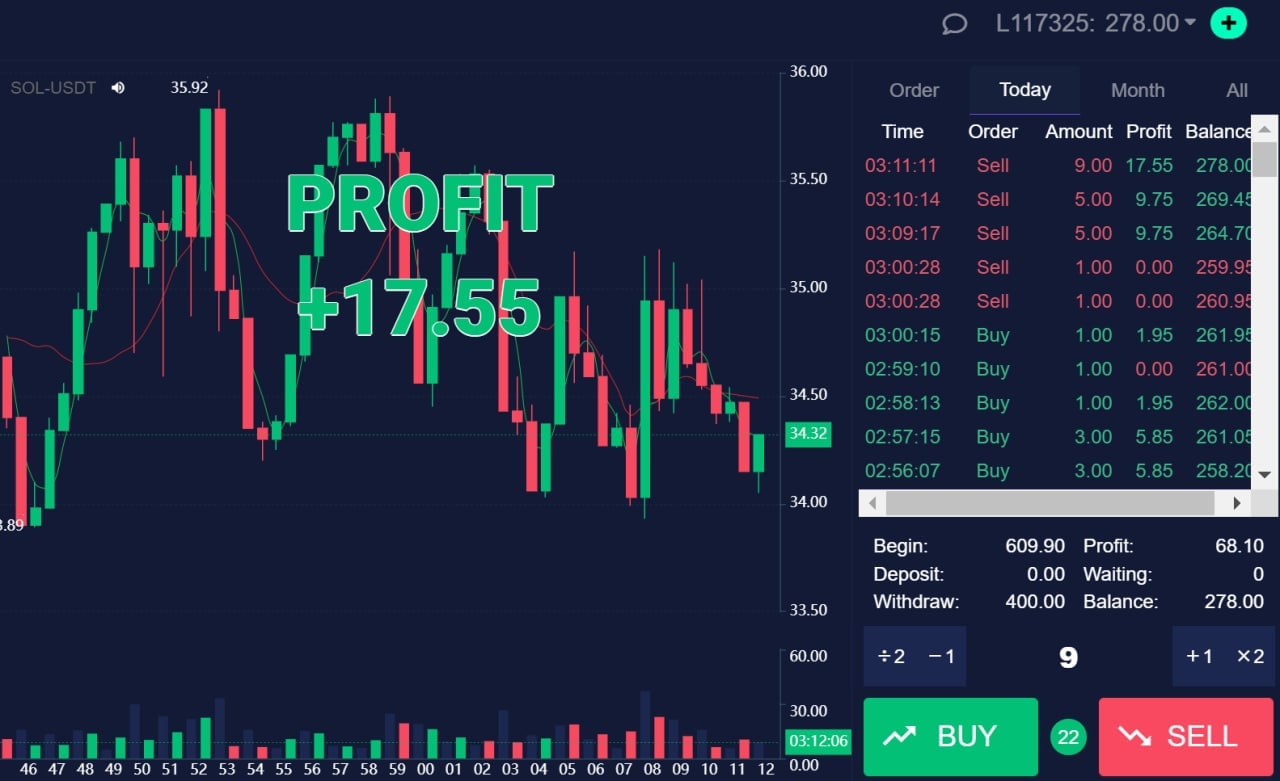 L117325: 278.00
SOL-USDT
35.92
36.00
35.50
35.00
34.50
34.32
34.00
33.50
3.89
PROFIT
+17.55
60.00
30.00
03:12:06
0.00
46 47 48 49 50 51 52 53 54 55 56 57 58 59 00 01 02 03 04 05 06 07 08 09 10 11 12
Order Today Month All
Time Order Amount Profit Balance
03:11:11 Sell 9.00 17.55 278.00
03:10:14 Sell 5.00 9.75 269.45
03:09:17 Sell 5.00 9.75 264.70
03:00:28 Sell 1.00 0.00 259.95
03:00:28 Sell 1.00 0.00 260.95
03:00:15 Buy 1.00 1.95 261.95
02:59:10 Buy 1.00 0.00 261.00
02:58:13 Buy 1.00 1.95 262.00
02:57:15 Buy 3.00 5.85 261.05
02:56:07 Buy 3.00 5.85 258.20
Begin: 609.90 Profit: 68.10
Deposit: 0.00 Waiting: 0
Withdraw: 400.00 Balance: 278.00
÷2 −1 9 +1 ×2
BUY 22 SELL